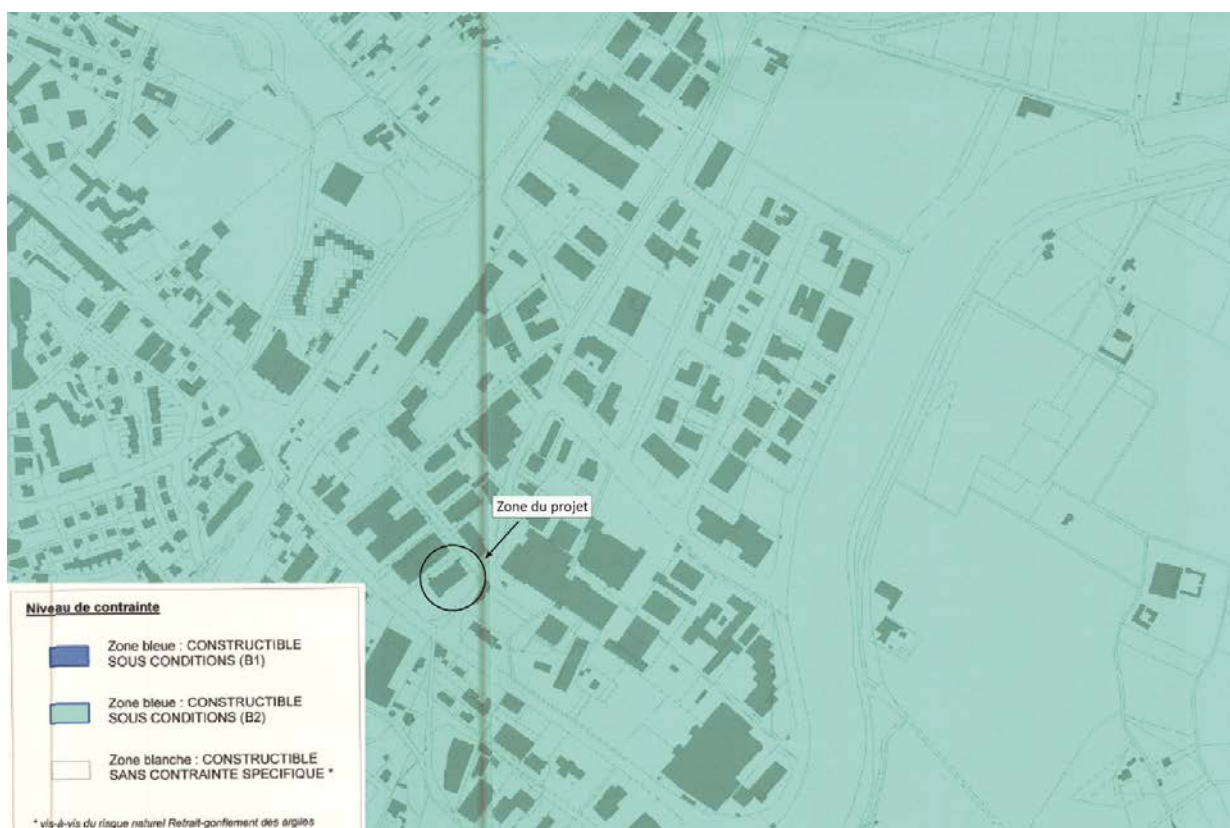 Zone du projet
Niveau de contrainte
Zone bleue : CONSTRUCTIBLE
SOUS CONDITIONS (B1)
Zone bleue : CONSTRUCTIBLE
SOUS CONDITIONS (B2)
Zone blanche : CONSTRUCTIBLE
SANS CONTRAINTE SPECIFIQUE *
* vis-à-vis du risque naturel Retrait-gonflement des argiles